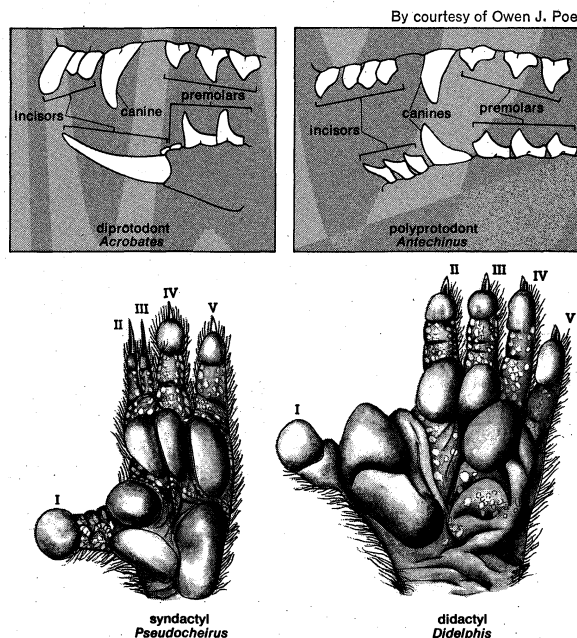 By courtesy of Owen J. Poe
incisors
canine
premolars
diprotodont
Acrobates
incisors
canines
premolars
polyprotodont
Antechinus
II
III
IV
V
I
syndactyl
Pseudocheirus
II
III
IV
V
I
didactyl
Didelphis